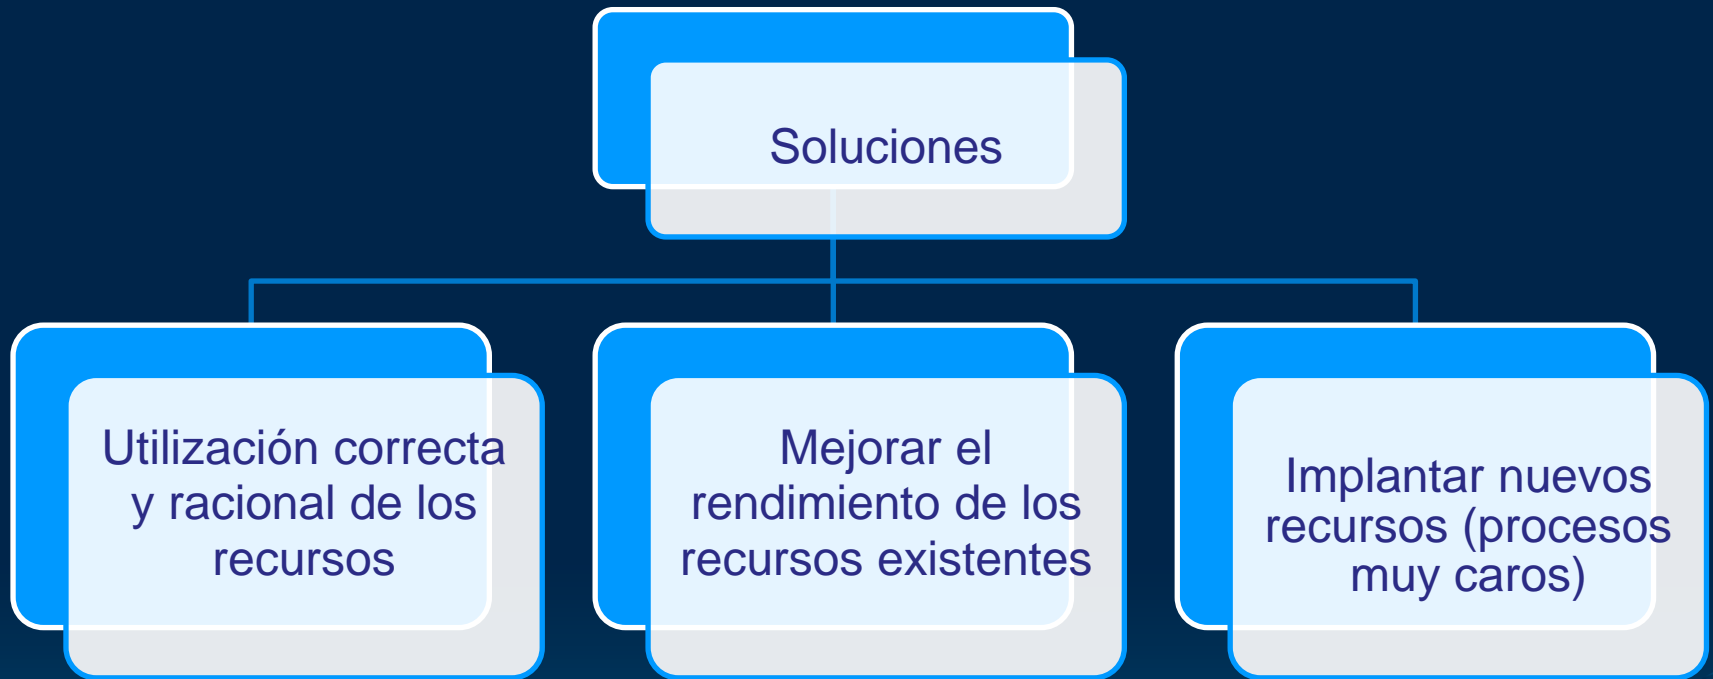 Soluciones
Utilización correcta
y racional de los
recursos
Mejorar el
rendimiento de los
recursos existentes
Implantar nuevos
recursos (procesos
muy caros)